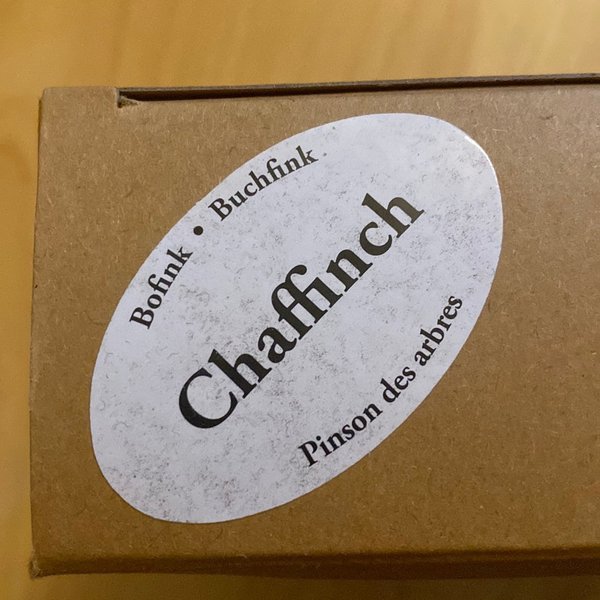 Bofink • Buchfink
Chaffinch
Pinson des arbres